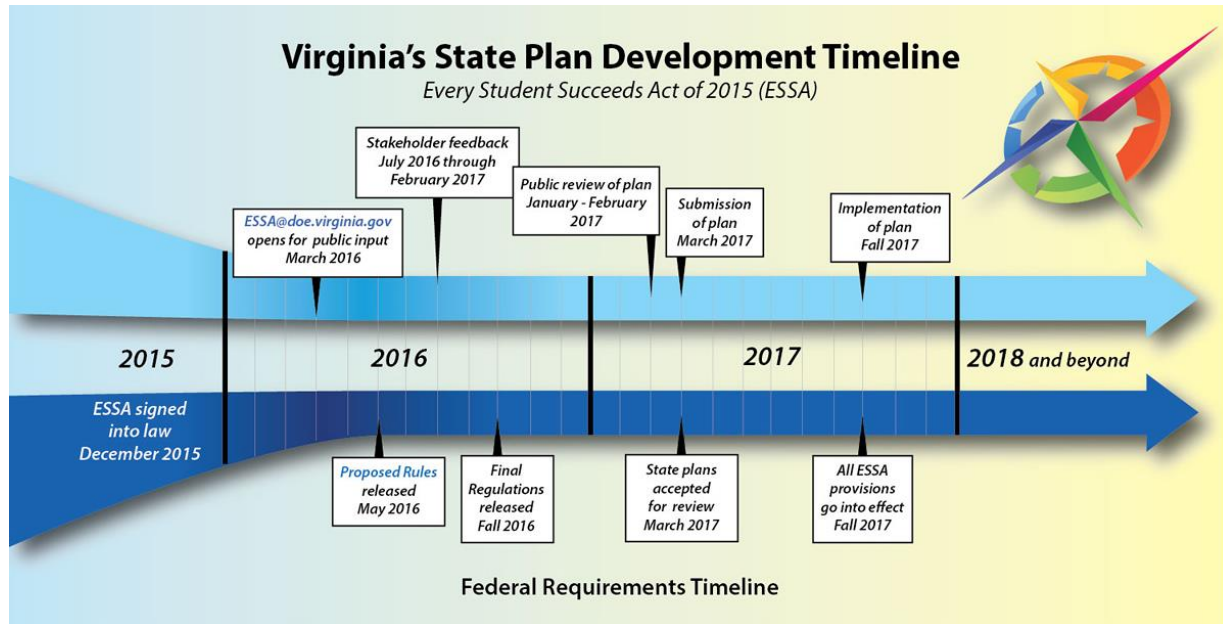 Virginia's State Plan Development Timeline
Every Student Succeeds Act of 2015 (ESSA)
Stakeholder feedback
July 2016 through
February 2017
Public review of plan
January - February
2017
Submission
of plan
March 2017
Implementation
of plan
Fall 2017
ESSA@doe.virginia.gov
opens for public input
March 2016
2015
2016
2017
2018 and beyond
ESSA signed
into law
December 2015
Proposed Rules
released
May 2016
Final
Regulations
released
Fall 2016
State plans
accepted
for review
March 2017
All ESSA
provisions
go into effect
Fall 2017
Federal Requirements Timeline